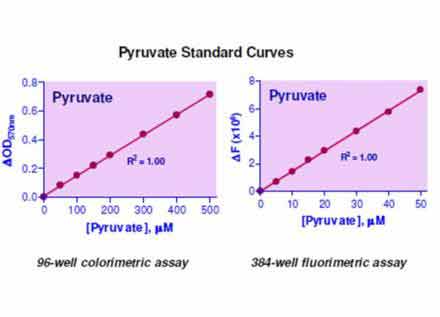 Pyruvate Standard Curves
Pyruvate
0.8
0.6
0.4
0.2
0.0
ΔOD570nm
R² = 1.00
0 100 200 300 400 500
[Pyruvate], μM
96-well colorimetric assay
Pyruvate
8
6
4
2
0
ΔF (x10⁶)
R² = 1.00
0 10 20 30 40 50
[Pyruvate], μM
384-well fluorimetric assay